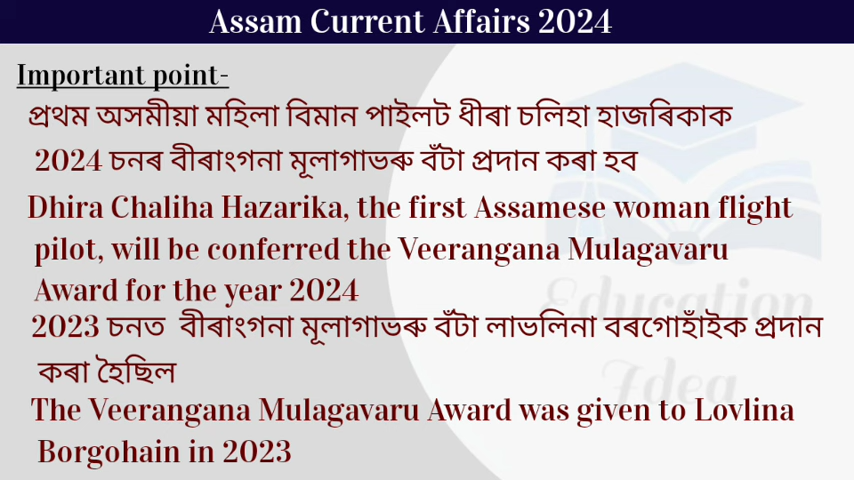 Assam Current Affairs 2024
Important point-
প্ৰথম অসমীয়া মহিলা বিমান পাইলট ধীৰা চলিহা হাজৰিকাক
2024 চনৰ বীৰাংগনা মূলাগাভৰু বঁটা প্ৰদান কৰা হব
Dhira Chaliha Hazarika, the first Assamese woman flight
pilot, will be conferred the Veerangana Mulagavaru
Award for the year 2024
2023 চনত বীৰাংগনা মূলাগাভৰু বঁটা লাভলিনা বৰগোহাঁইক প্ৰদান
কৰা হৈছিল
The Veerangana Mulagavaru Award was given to Lovlina
Borgohain in 2023
Education
Idea